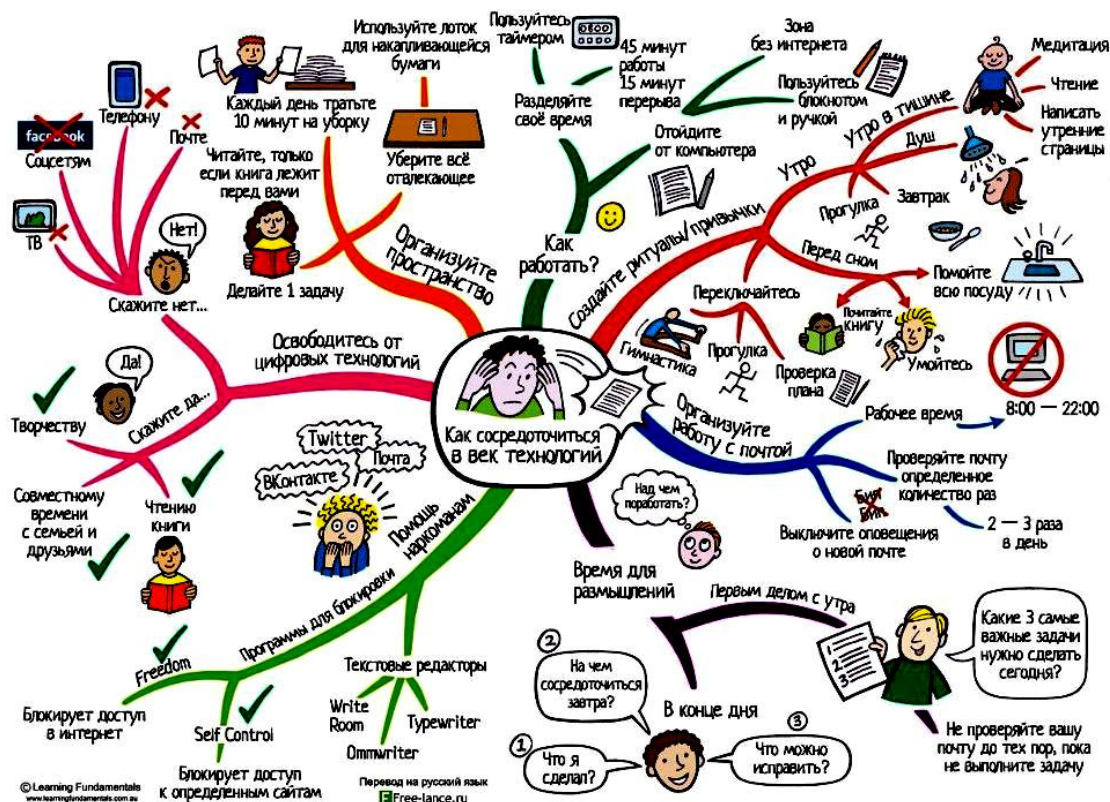 Как сосредоточиться
в век технологий
Организуйте
пространство
Каждый день тратьте
10 минут на уборку
Используйте лоток
для накапливающейся
бумаги
Уберите всё
отвлекающее
Читайте, только
если книга лежит
перед вами
Делайте 1 задачу
Как
работать?
Разделяйте
своё время
Пользуйтесь
таймером
45 минут
работы
15 минут
перерыва
Отойдите
от компьютера
Зона
без интернета
Пользуйтесь
блокнотом
и ручкой
Создайте ритуалы/привычки
Утро
Утро в тишине
Медитация
Чтение
Написать
утренние
страницы
Душ
Завтрак
Прогулка
Перед сном
Помойте
всю посуду
Почитайте
книгу
Умойтесь
Переключайтесь
Гимнастика
Прогулка
Проверка
плана
Организуйте
работу с почтой
Рабочее время
8:00 — 22:00
Проверяйте почту
определенное
количество раз
2 — 3 раза
в день
Выключите оповещения
о новой почте
Время для
размышлений
Над чем
поработать?
Первым делом с утра
1
2
3
Какие 3 самые
важные задачи
нужно сделать
сегодня?
Не проверяйте вашу
почту до тех пор, пока
не выполните задачу
В конце дня
1
Что я
сделал?
2
На чем
сосредоточиться
завтра?
3
Что можно
исправить?
Помощь
наркоманам
Twitter
Почта
ВКонтакте
Программы для блокировки
Freedom
Блокирует доступ
в интернет
Self Control
Блокирует доступ
к определенным сайтам
Текстовые редакторы
Write
Room
Ommwriter
Typewriter
Освободитесь от
цифровых технологий
Скажите нет...
Нет!
ТВ
facebook
Соцсетям
Телефону
Почте
Скажите да...
Да!
Творчеству
Совместному
времени
с семьей и
друзьями
Чтению
книги
© Learning Fundamentals
www.learningfundamentals.com.au
Перевод на русский язык
Free-lance.ru